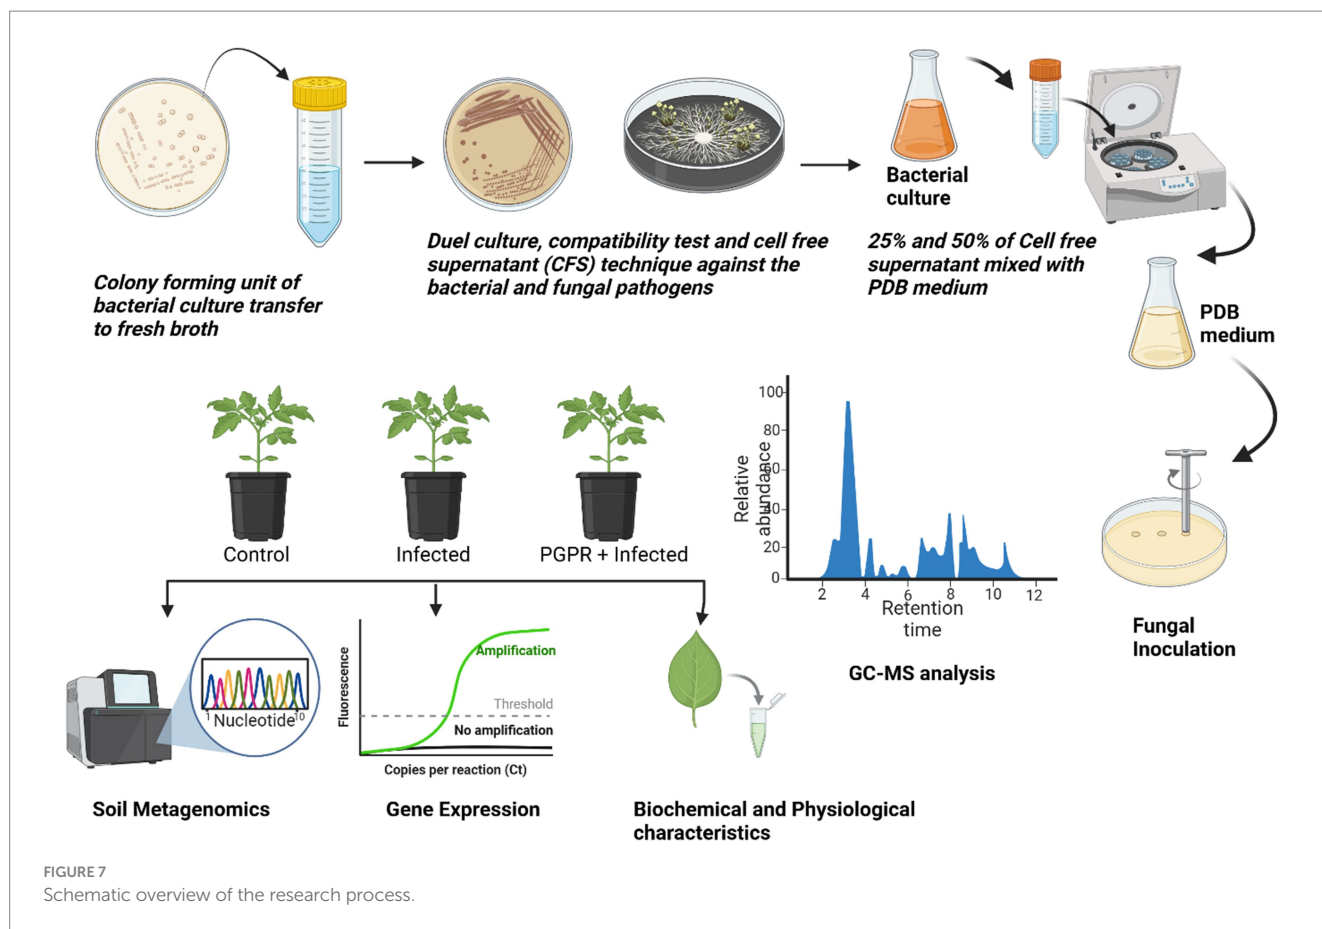 Colony forming unit of
bacterial culture transfer
to fresh broth
Duel culture, compatibility test and cell free
supernatant (CFS) technique against the
bacterial and fungal pathogens
Bacterial
culture
25% and 50% of Cell free
supernatant mixed with
PDB medium
PDB
medium
Fungal
Inoculation
Control
Infected
PGPR + Infected
Relative
abundance
100
80
60
40
20
0
2
4
6
8
10
12
Retention
time
GC-MS analysis
1
Nucleotide
10
Soil Metagenomics
Fluorescence
Amplification
Threshold
No amplification
Copies per reaction (Ct)
Gene Expression
Biochemical and Physiological
characteristics
FIGURE 7
Schematic overview of the research process.